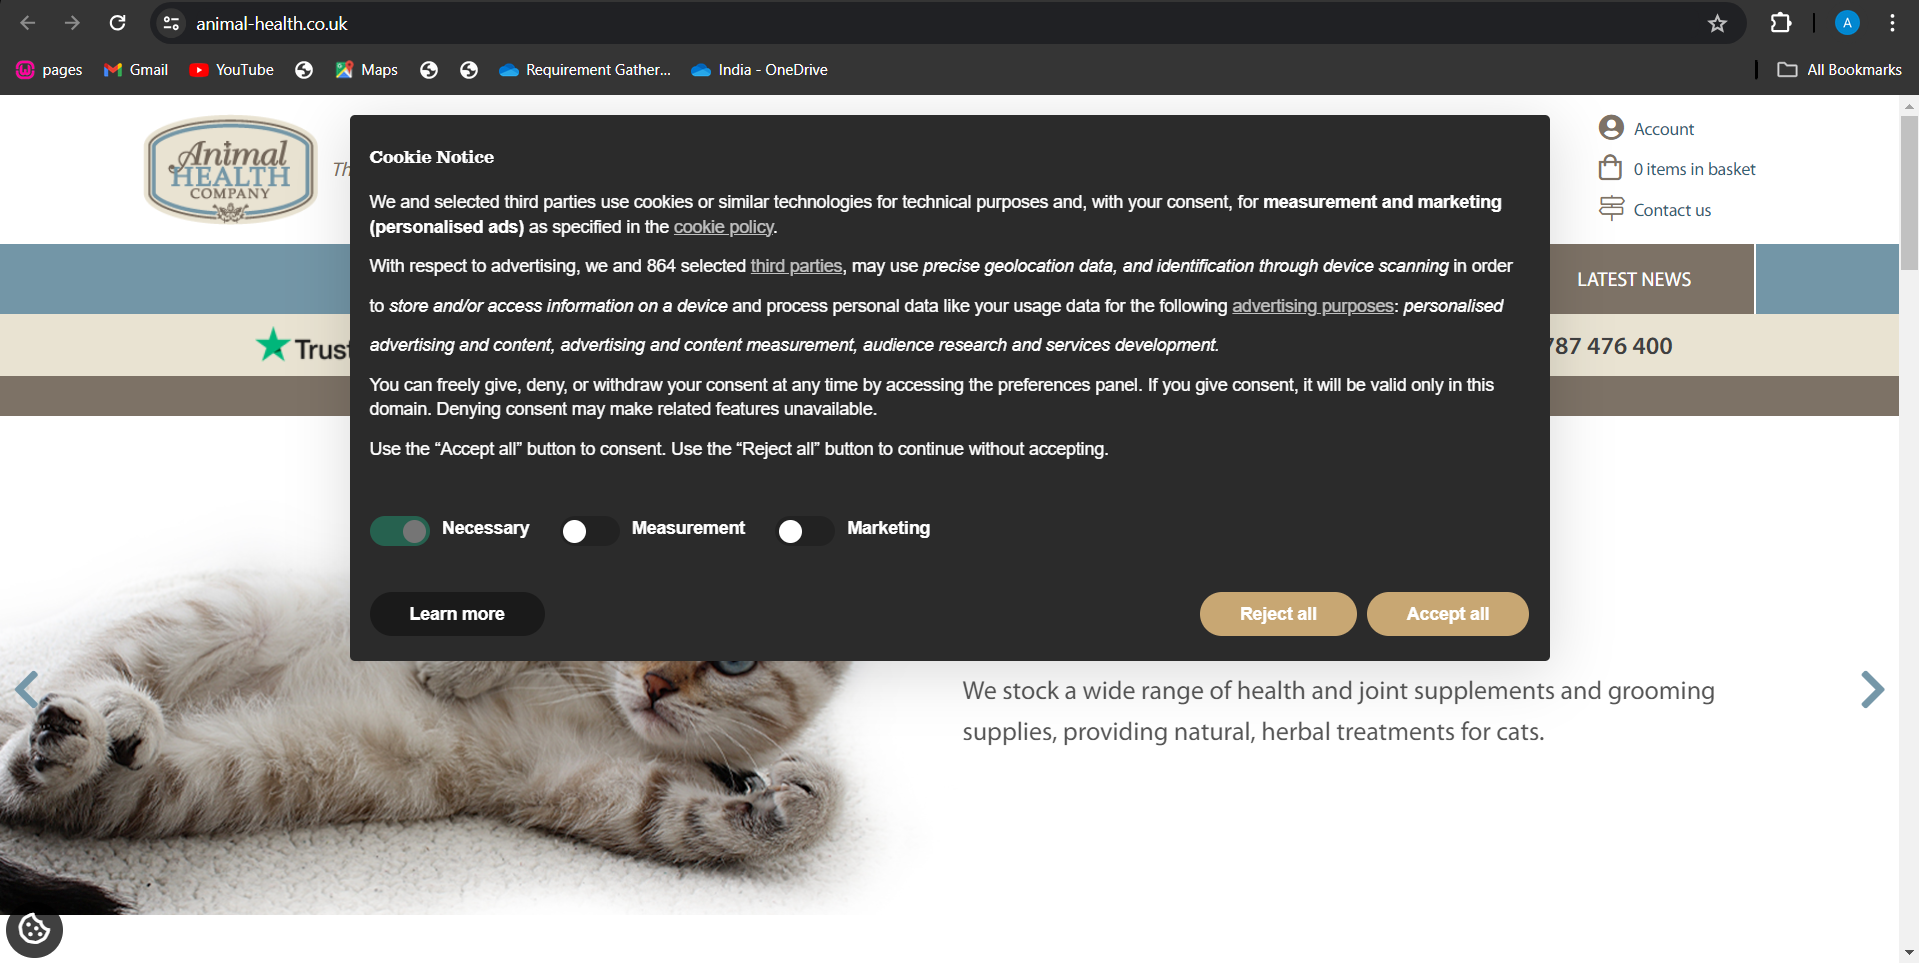 animal-health.co.uk
A
pages
Gmail
YouTube
Maps
Requirement Gather...
India - OneDrive
All Bookmarks
Animal
HEALTH
COMPANY
Th
Account
0 items in basket
Contact us
LATEST NEWS
Trust
787 476 400
Cookie Notice
We and selected third parties use cookies or similar technologies for technical purposes and, with your consent, for measurement and marketing
(personalised ads) as specified in the cookie policy.
With respect to advertising, we and 864 selected third parties, may use precise geolocation data, and identification through device scanning in order
to store and/or access information on a device and process personal data like your usage data for the following advertising purposes: personalised
advertising and content, advertising and content measurement, audience research and services development.
You can freely give, deny, or withdraw your consent at any time by accessing the preferences panel. If you give consent, it will be valid only in this
domain. Denying consent may make related features unavailable.
Use the “Accept all” button to consent. Use the “Reject all” button to continue without accepting.
Necessary
Measurement
Marketing
Learn more
Reject all
Accept all
We stock a wide range of health and joint supplements and grooming
supplies, providing natural, herbal treatments for cats.